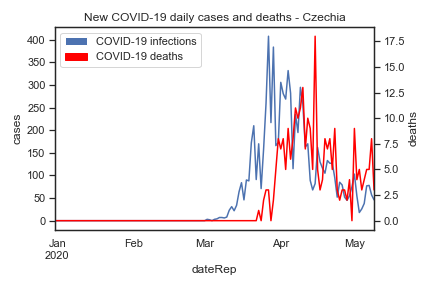 New COVID-19 daily cases and deaths - Czechia
COVID-19 infections
COVID-19 deaths
400
350
300
250
200
150
100
50
0
cases
17.5
15.0
12.5
10.0
7.5
5.0
2.5
0.0
deaths
Jan
2020
Feb
Mar
Apr
May
dateRep